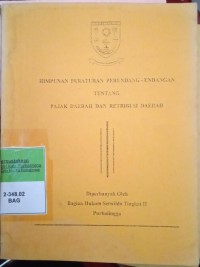 HIMPUNAN PERATURAN PERUNDANG-UNDANGAN
TENTANG
PAJAK DAERAH DAN RETRIBUSI DAERAH
2-348.02
BAG
Diperbanyak Oleh
Bagian Hukum Setwilda Tingkat II
Purbalingga